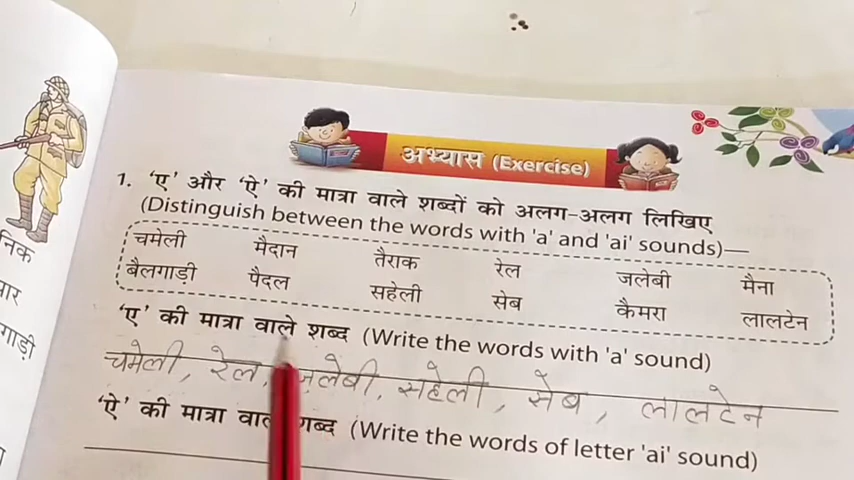 अभ्यास (Exercise)
1. 'ए' और 'ऐ' की मात्रा वाले शब्दों को अलग-अलग लिखिए
(Distinguish between the words with 'a' and 'ai' sounds)—
चमेली मैदान तैराक रेल जलेबी मैना
बैलगाड़ी पैदल सहेली सेब कैमरा लालटेन
'ए' की मात्रा वाले शब्द (Write the words with 'a' sound)
चमेली, रेल, जलेबी, सहेली, सेब, लालटेन
'ऐ' की मात्रा वाले शब्द (Write the words of letter 'ai' sound)